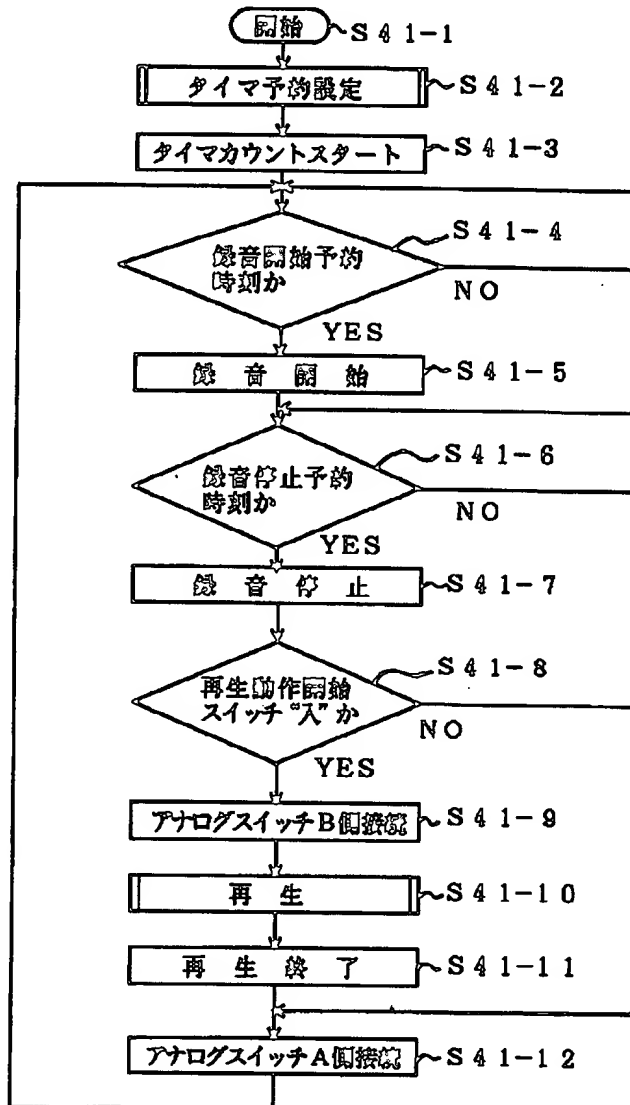 開始 S41-1
タイマ予約設定 S41-2
タイマカウントスタート S41-3
S41-4
録音開始予約
時刻か
NO
YES
録音開始 S41-5
S41-6
録音停止予約
時刻か
NO
YES
録音停止 S41-7
S41-8
再生動作開始
スイッチ“入”か
NO
YES
アナログスイッチB側接続 S41-9
再生 S41-10
再生終了 S41-11
アナログスイッチA側接続 S41-12